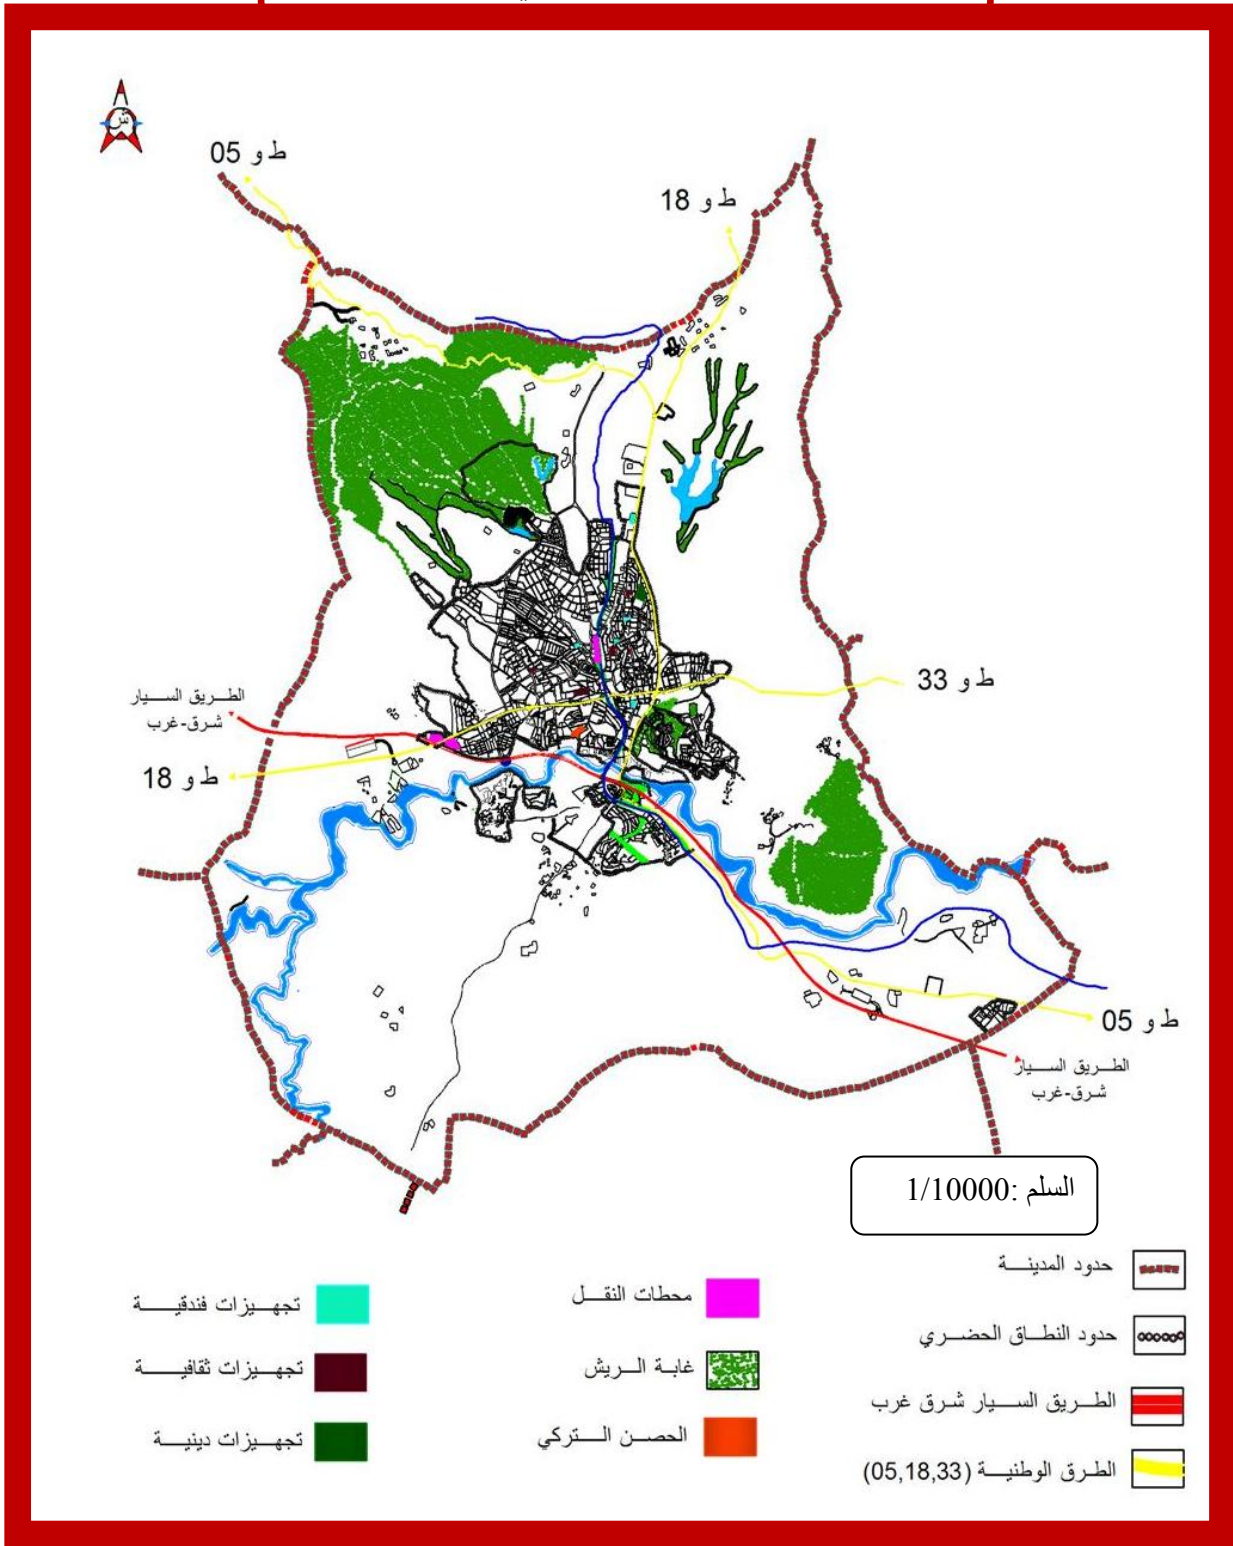 ش
ط و 05
ط و 18
ط و 33
الطريق السيار
شرق-غرب
ط و 18
ط و 05
الطريق السيار
شرق-غرب
السلم :1/10000
حدود المدينة
حدود النطاق الحضري
الطريق السيار شرق غرب
الطرق الوطنية (05,18,33)
محطات النقل
غابة الريش
الحصن التركي
تجهيزات فندقية
تجهيزات ثقافية
تجهيزات دينية